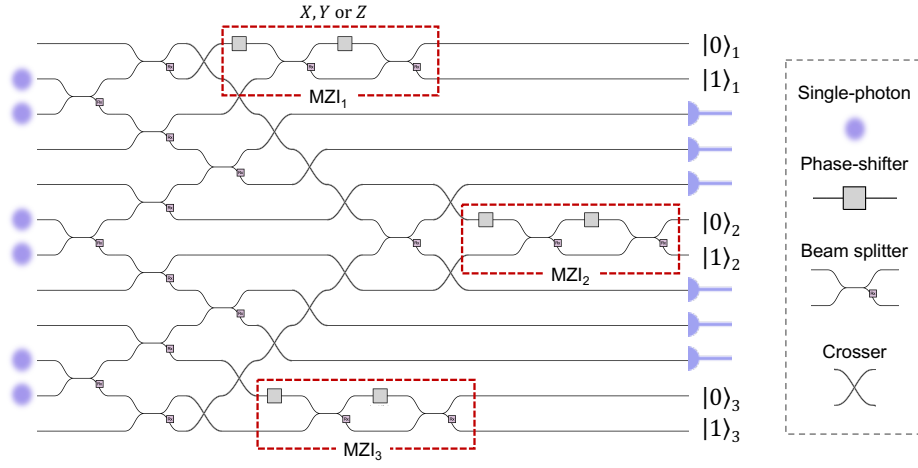 X, Y or Z
MZI₁
|0⟩₁
|1⟩₁
MZI₂
|0⟩₂
|1⟩₂
MZI₃
|0⟩₃
|1⟩₃
Single-photon
Phase-shifter
Beam splitter
Crosser